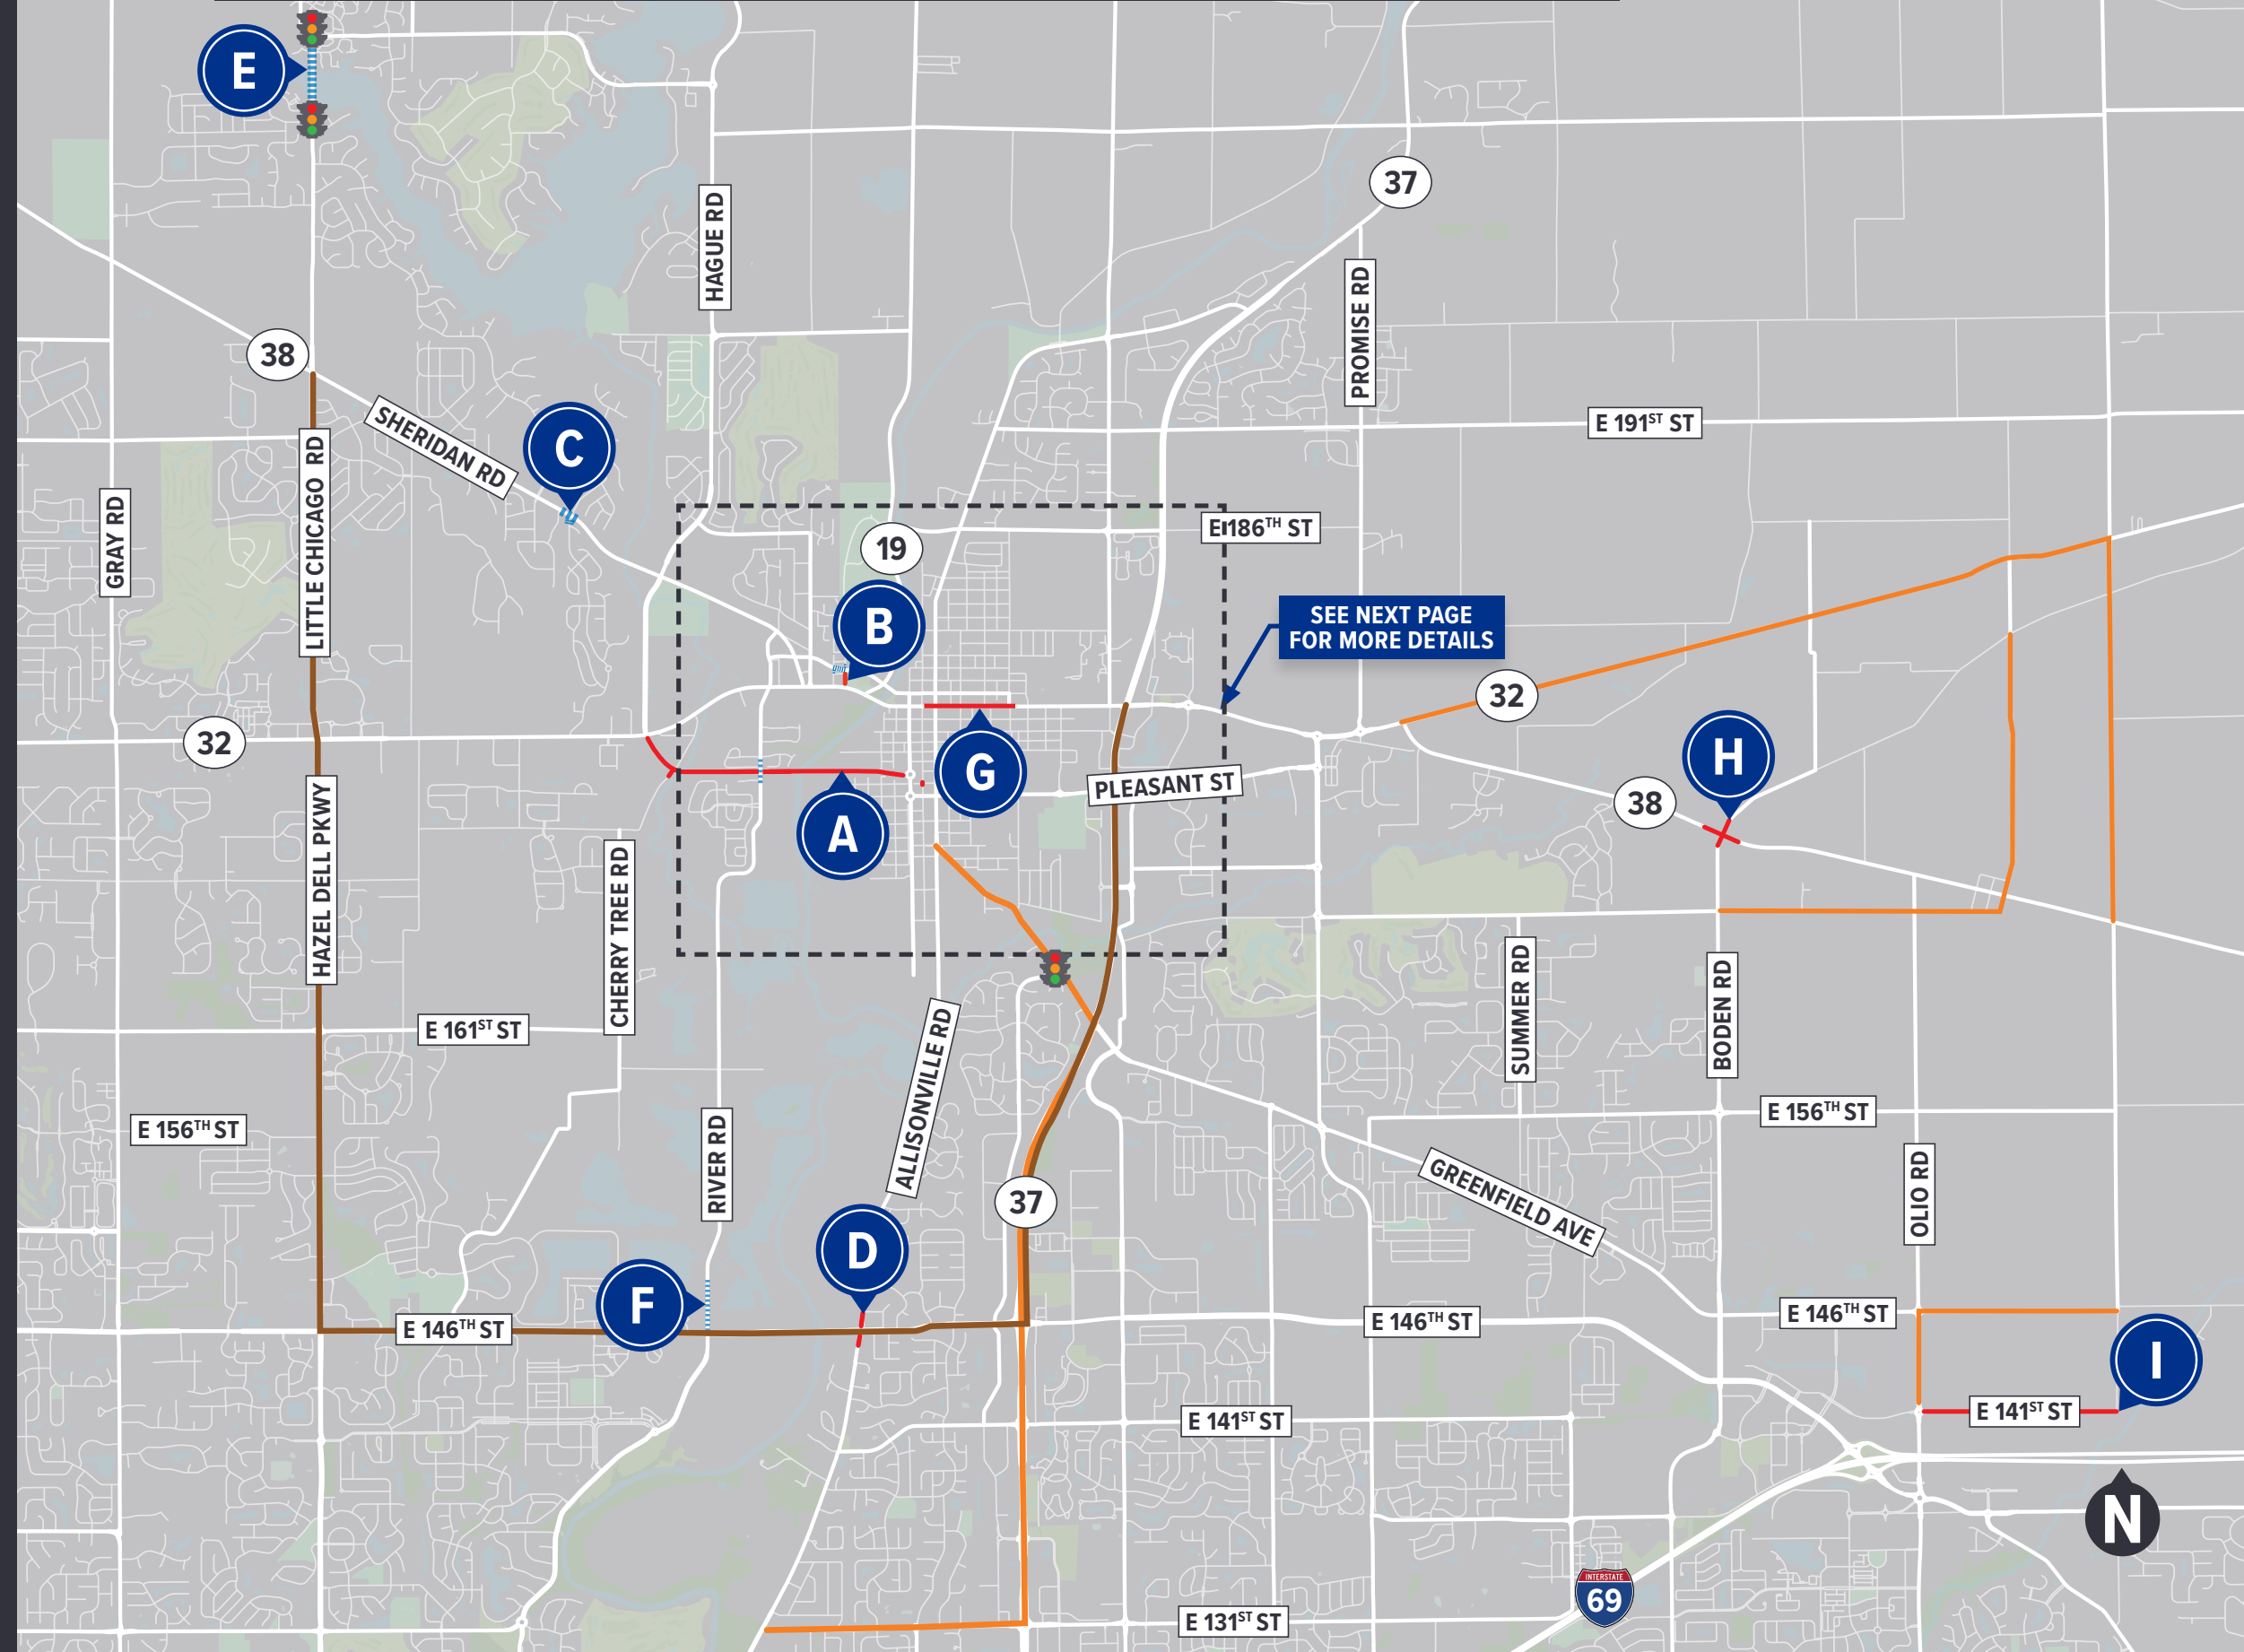 E
37
HAGUE RD
PROMISE RD
38
SHERIDAN RD
C
E 191ST ST
LITTLE CHICAGO RD
GRAY RD
E 186TH ST
19
B
SEE NEXT PAGE
FOR MORE DETAILS
32
32
G
H
PLEASANT ST
38
A
HAZEL DELL PKWY
CHERRY TREE RD
SUMMER RD
BODEN RD
E 161ST ST
ALLISONVILLE RD
E 156TH ST
E 156TH ST
RIVER RD
GREENFIELD AVE
OLIO RD
37
D
F
E 146TH ST
E 146TH ST
E 146TH ST
I
E 141ST ST
E 141ST ST
N
INTERSTATE
69
E 131ST ST